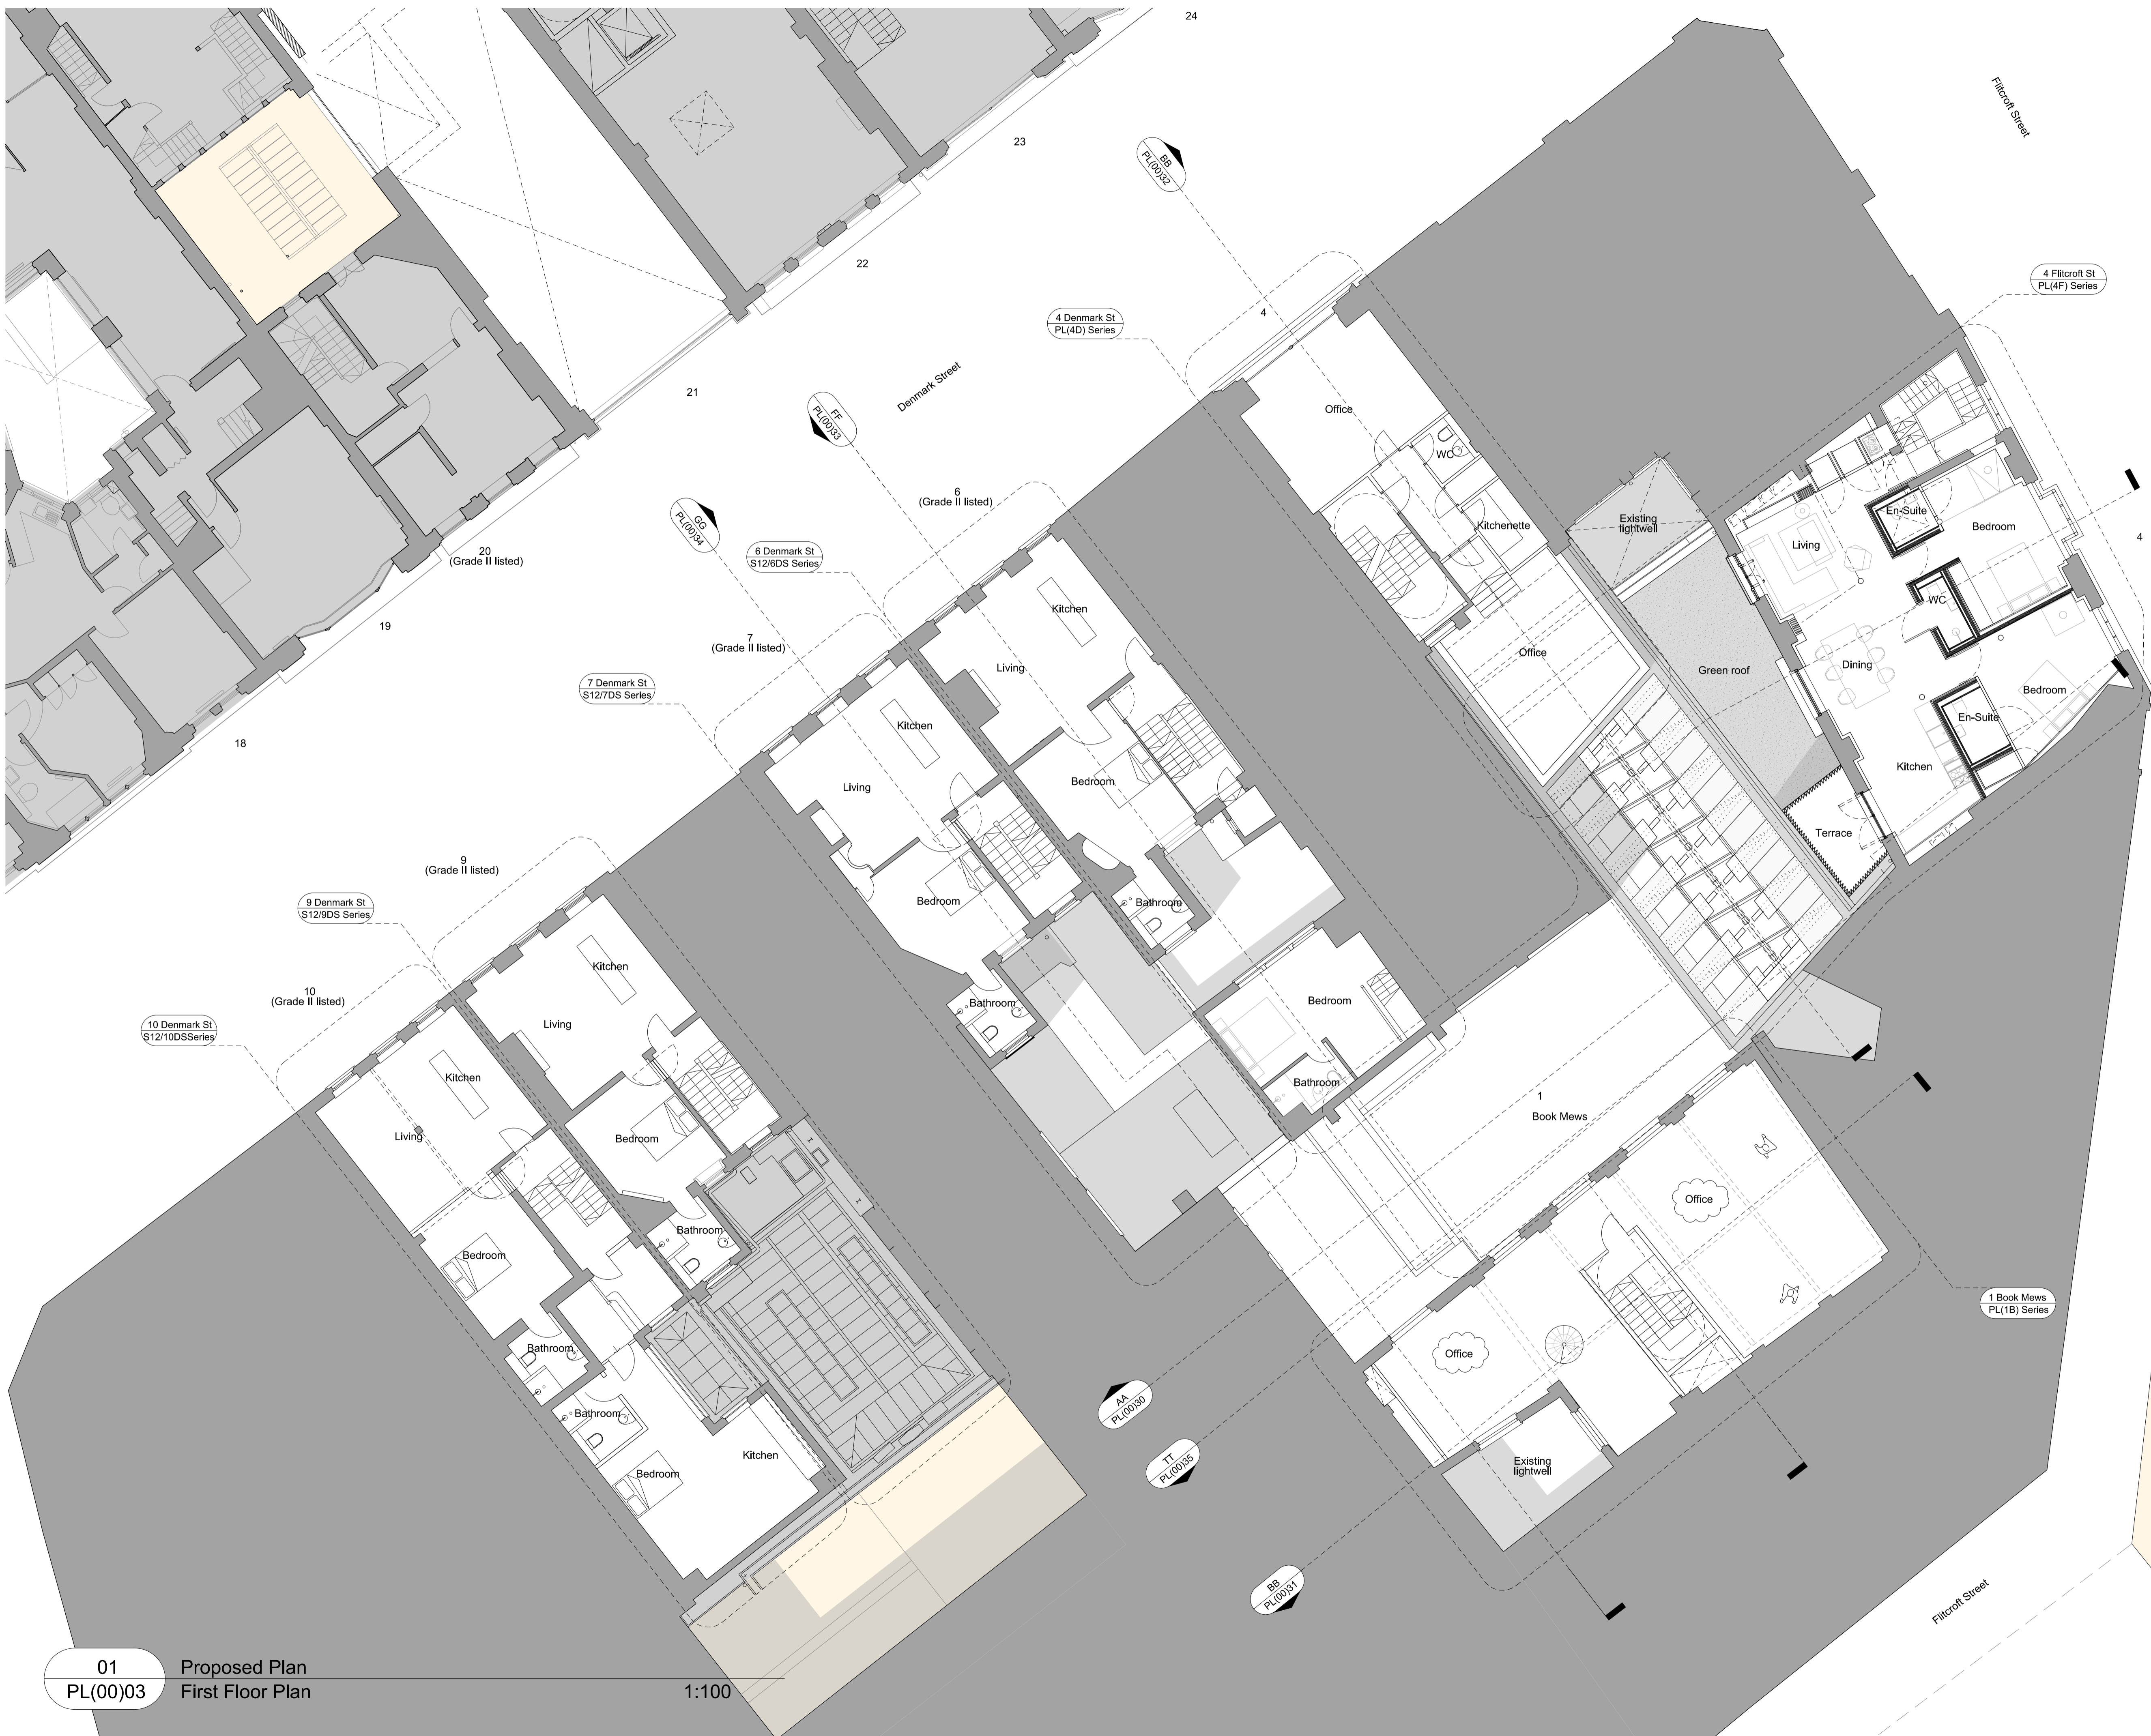 24
Flitcroft Street
23
BB
PL(00)32
22
4 Flitcroft St
PL(4F) Series
4
4 Denmark St
PL(4D) Series
Denmark Street
21
Office
FF
PL(00)33
WC
6
(Grade II listed)
GG
PL(00)34
Kitchenette
Existing
lightwell
En-Suite
Bedroom
Living
4
20
(Grade II listed)
6 Denmark St
S12/6DS Series
WC
Kitchen
19
7
(Grade II listed)
Office
Dining
Living
Green roof
7 Denmark St
S12/7DS Series
Bedroom
Kitchen
En-Suite
18
Living
Bedroom
Kitchen
Terrace
9
(Grade II listed)
Bedroom
Bathroom
9 Denmark St
S12/9DS Series
Kitchen
10
(Grade II listed)
Bathroom
Bedroom
Living
10 Denmark St
S12/10DSSeries
Kitchen
Bathroom
1
Book Mews
Living
Bedroom
Office
Bathroom
Bedroom
1 Book Mews
PL(1B) Series
Bathroom
Office
AA
PL(00)30
Bathroom
Kitchen
TT
PL(00)35
Existing
lightwell
Bedroom
BB
PL(00)31
Flitcroft Street
01
PL(00)03
Proposed Plan
First Floor Plan
1:100